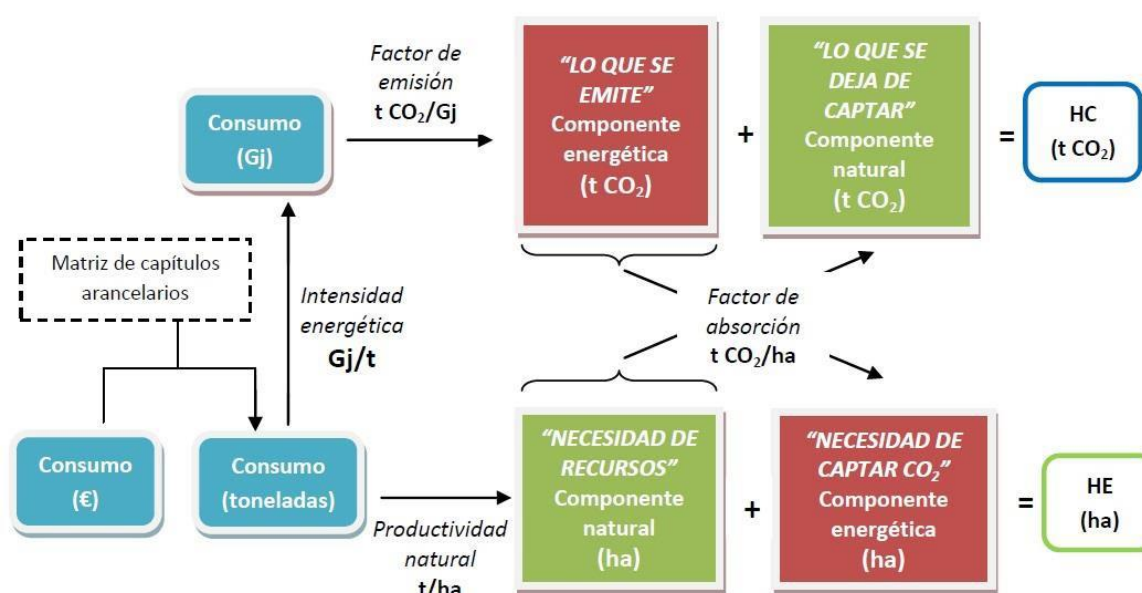 Factor de
emisión
t CO₂/Gj
Consumo
(Gj)
“LO QUE SE
EMITE”
Componente
energética
(t CO₂)
+
“LO QUE SE
DEJA DE
CAPTAR”
Componente
natural
(t CO₂)
=
HC
(t CO₂)
Matriz de capítulos
arancelarios
Intensidad
energética
Gj/t
Factor de
absorción
t CO₂/ha
Consumo
(€)
Consumo
(toneladas)
Productividad
natural
t/ha
“NECESIDAD DE
RECURSOS”
Componente
natural
(ha)
+
“NECESIDAD DE
CAPTAR CO₂”
Componente
energética
(ha)
=
HE
(ha)